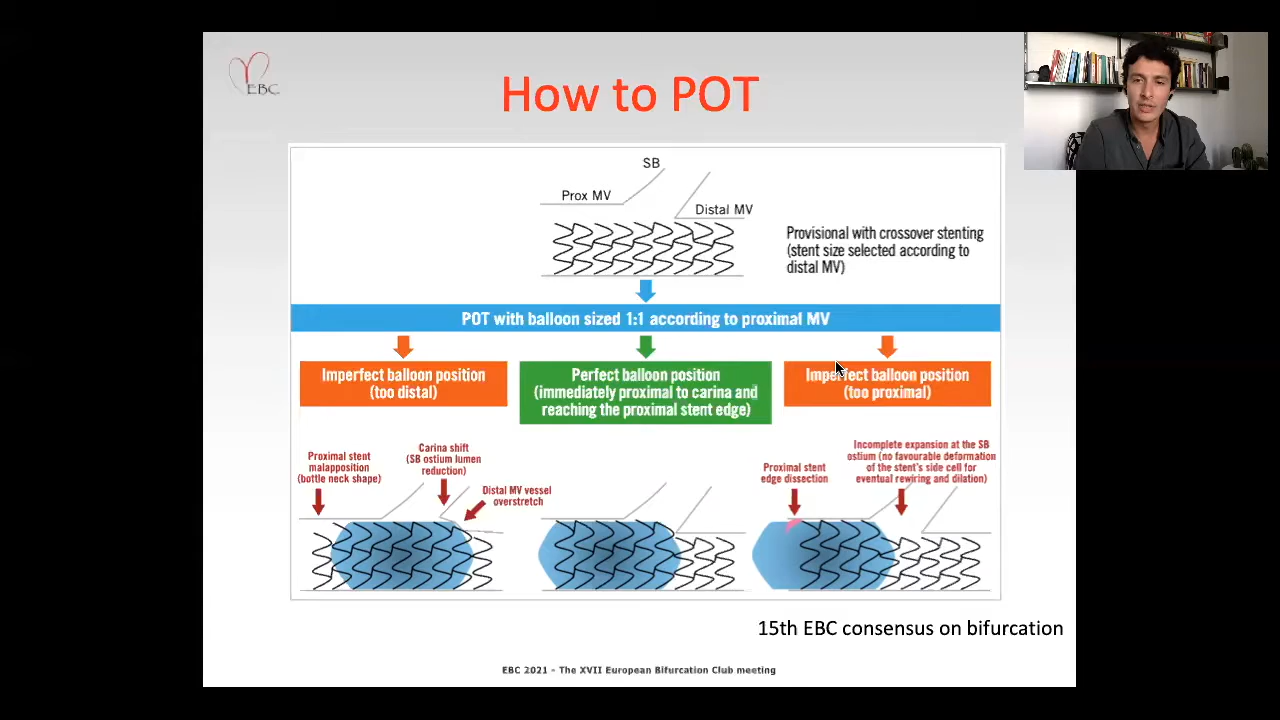 EBC
How to POT
SB
Prox MV
Distal MV
Provisional with crossover stenting
(stent size selected according to
distal MV)
POT with balloon sized 1:1 according to proximal MV
Imperfect balloon position
(too distal)
Perfect balloon position
(immediately proximal to carina and
reaching the proximal stent edge)
Imperfect balloon position
(too proximal)
Proximal stent
malapposition
(bottle neck shape)
Carina shift
(SB ostium lumen
reduction)
Distal MV vessel
overstretch
Proximal stent
edge dissection
Incomplete expansion at the SB
ostium (no favourable deformation
of the stent's side cell for
eventual rewiring and dilation)
15th EBC consensus on bifurcation
EBC 2021 - The XVII European Bifurcation Club meeting